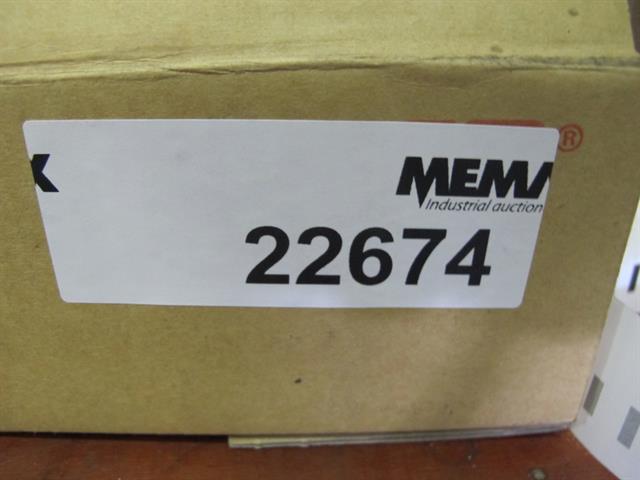 X MEMA
Industrial auction
22674
®